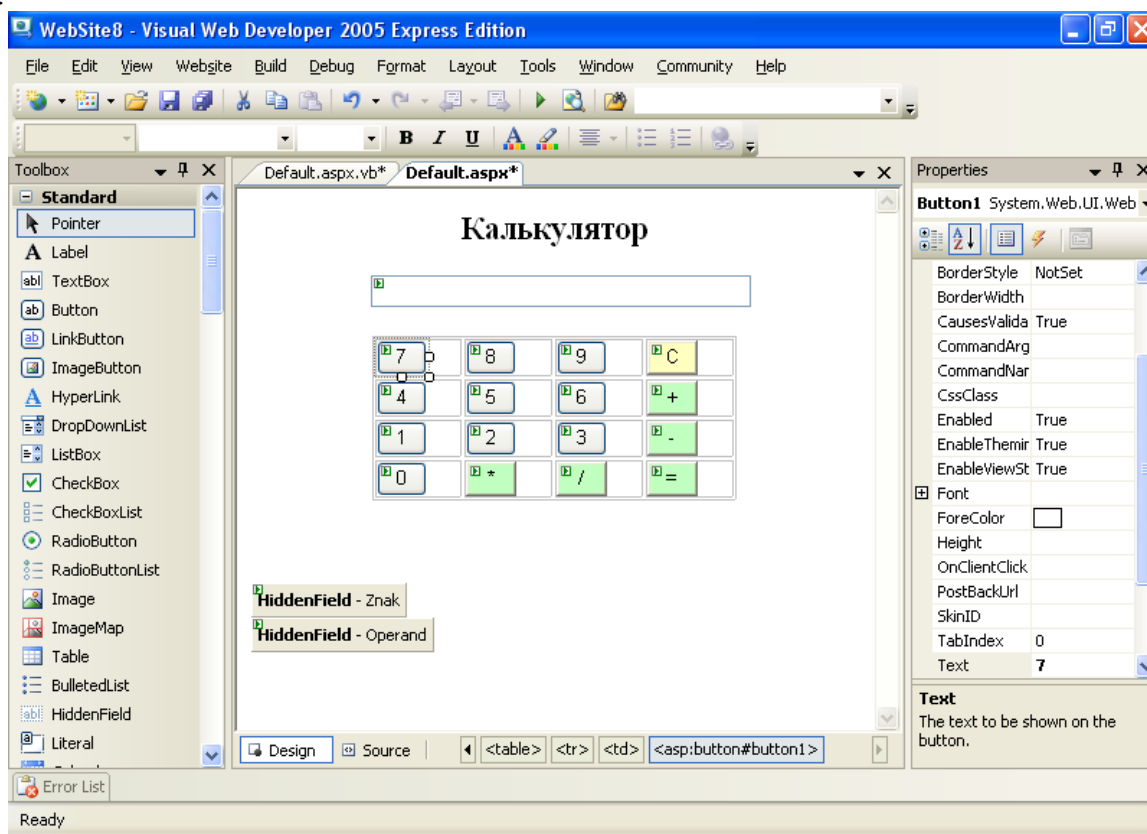 WebSite8 - Visual Web Developer 2005 Express Edition
File Edit View Website Build Debug Format Layout Tools Window Community Help
B I U A
Toolbox
Standard
Pointer
A Label
abl TextBox
ab Button
ab LinkButton
ImageButton
A HyperLink
DropDownList
ListBox
CheckBox
CheckBoxList
RadioButton
RadioButtonList
Image
ImageMap
Table
BulletedList
abl HiddenField
Literal
Default.aspx.vb* Default.aspx*
Калькулятор
7 8 9 C
4 5 6 +
1 2 3 -
0 * / =
HiddenField - Znak
HiddenField - Operand
Design Source <table> <tr> <td> <asp:button#button1>
Properties
Button1 System.Web.UI.Web
BorderStyle NotSet
BorderWidth
CausesValida True
CommandArg
CommandNar
CssClass
Enabled True
EnableThemir True
EnableViewSt True
Font
ForeColor
Height
OnClientClick
PostBackUrl
SkinID
TabIndex 0
Text 7
Text
The text to be shown on the
button.
Error List
Ready